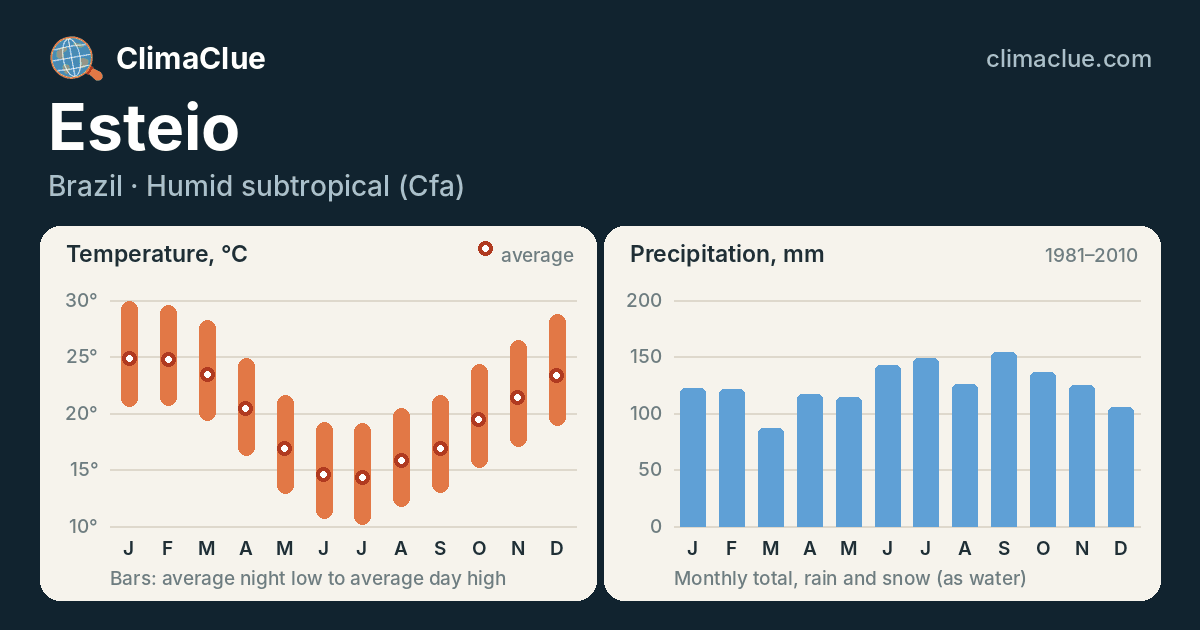 ClimaClue
climaclue.com
Esteio
Brazil · Humid subtropical (Cfa)
Temperature, °C
average
30°
25°
20°
15°
10°
J F M A M J J A S O N D
Bars: average night low to average day high
Precipitation, mm
1981–2010
200
150
100
50
0
J F M A M J J A S O N D
Monthly total, rain and snow (as water)